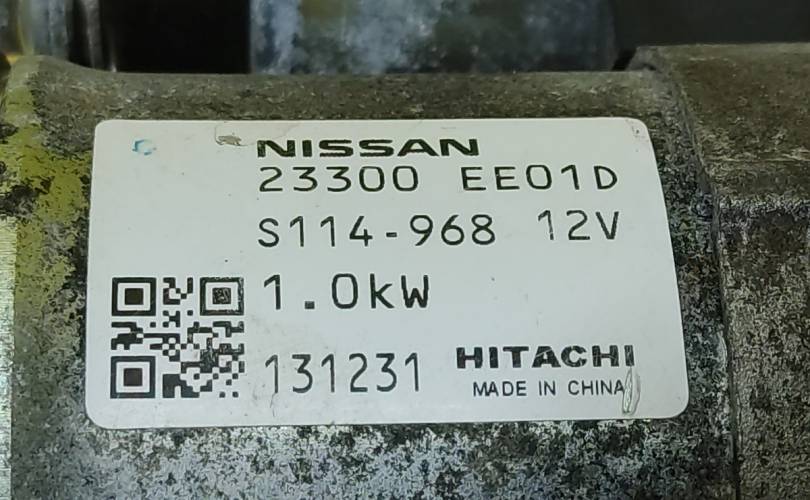 NISSAN
23300 EE01D
S114-968 12V
1.0kW
131231 HITACHI
MADE IN CHINA